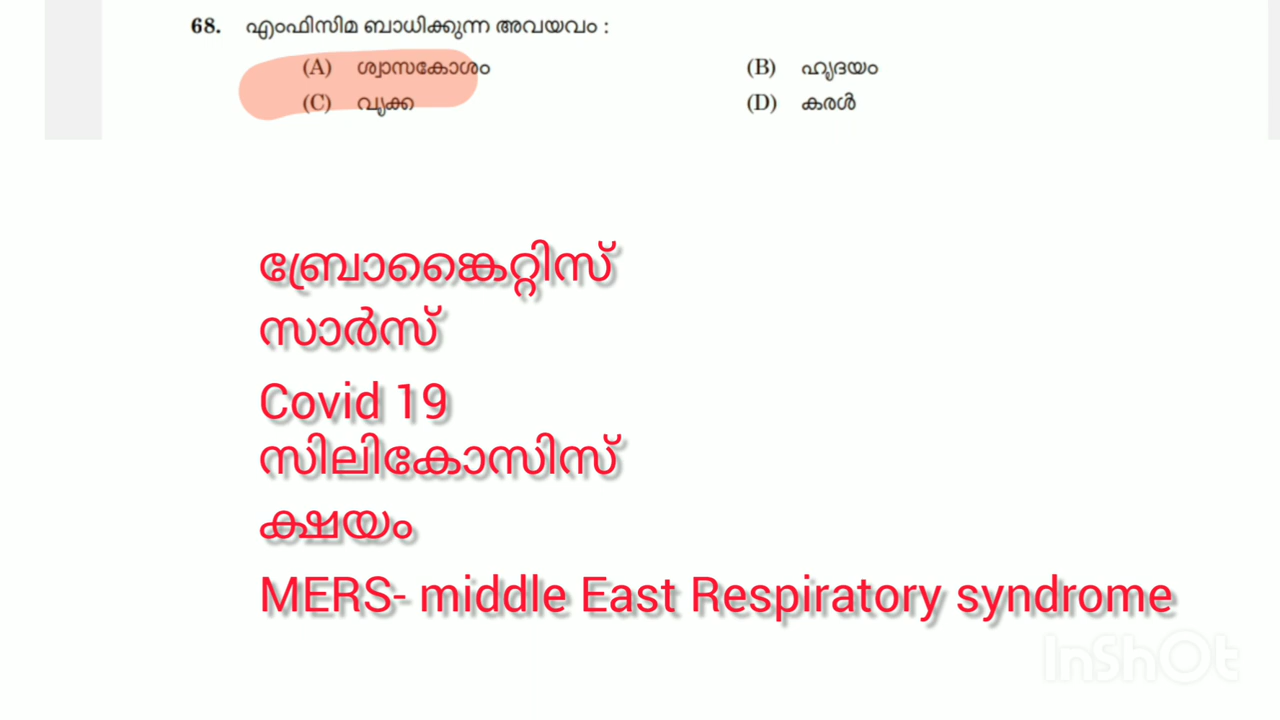 68. എംഫിസിമ ബാധിക്കുന്ന അവയവം :
(A) ശ്വാസകോശം (B) ഹൃദയം
(C) വൃക്ക (D) കരൾ
ബ്രോങ്കൈറ്റിസ്
സാർസ്
Covid 19
സിലികോസിസ്
ക്ഷയം
MERS- middle East Respiratory syndrome
InShOt